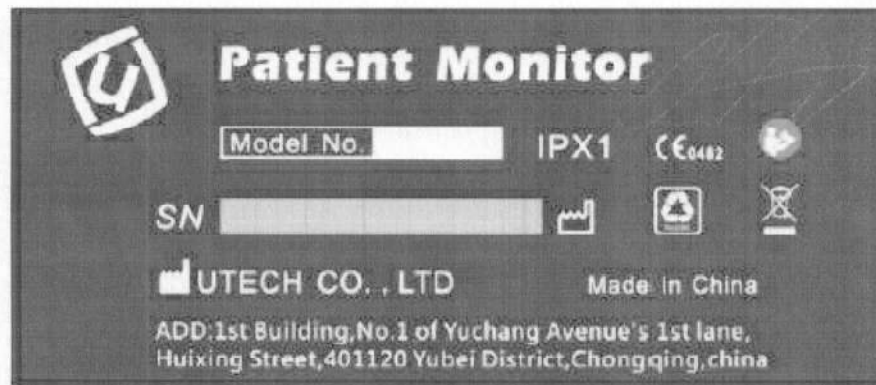 Patient Monitor
Model No.
IPX1
CE0482
SN
UTECH CO. , LTD
Made in China
ADD:1st Building,No.1 of Yuchang Avenue's 1st lane,
Huixing Street,401120 Yubei District,Chongqing,china